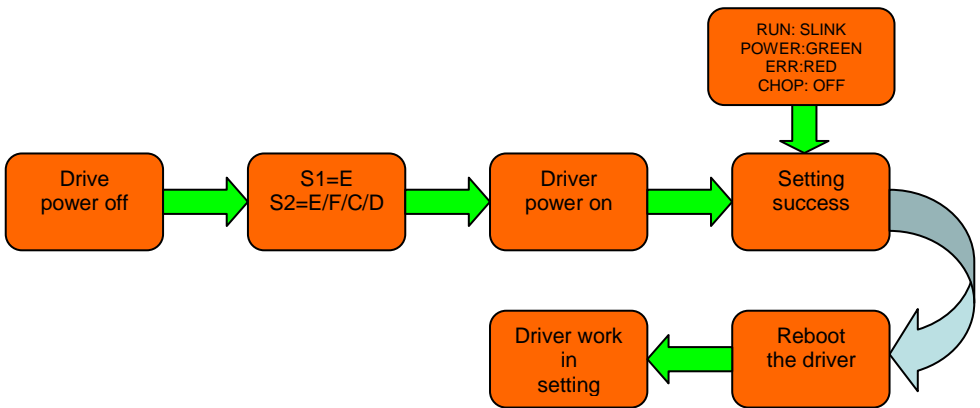 RUN: SLINK
POWER:GREEN
ERR:RED
CHOP: OFF
Drive
power off
S1=E
S2=E/F/C/D
Driver
power on
Setting
success
Driver work
in
setting
Reboot
the driver